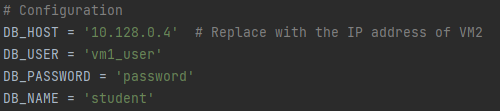 # Configuration
DB_HOST = '10.128.0.4'  # Replace with the IP address of VM2
DB_USER = 'vm1_user'
DB_PASSWORD = 'password'
DB_NAME = 'student'